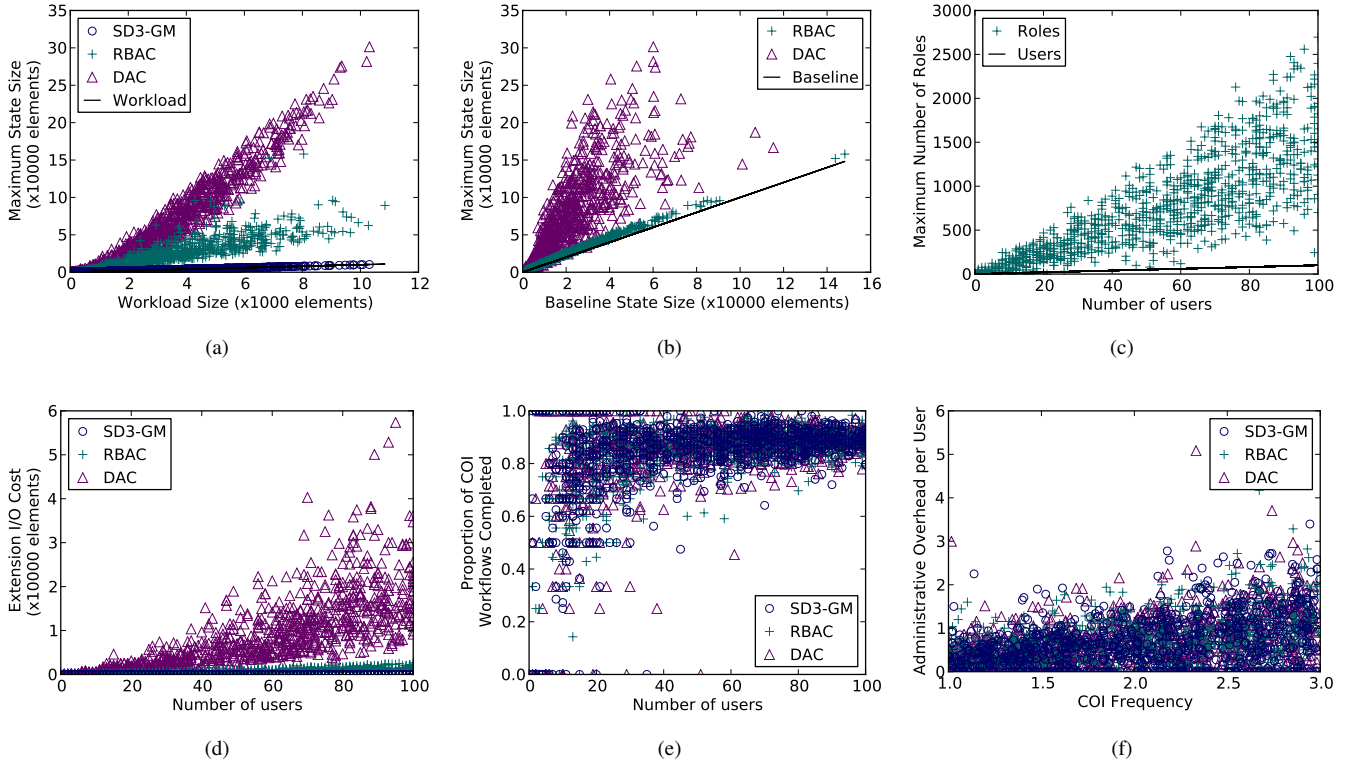 35
30
25
20
15
10
5
0
Maximum State Size
(x10000 elements)
SD3-GM
RBAC
DAC
Workload
0 2 4 6 8 10 12
Workload Size (x1000 elements)
(a)
35
30
25
20
15
10
5
0
Maximum State Size
(x10000 elements)
RBAC
DAC
Baseline
0 2 4 6 8 10 12 14 16
Baseline State Size (x10000 elements)
(b)
3000
2500
2000
1500
1000
500
0
Maximum Number of Roles
Roles
Users
0 20 40 60 80 100
Number of users
(c)
6
5
4
3
2
1
0
Extension I/O Cost
(x10000 elements)
SD3-GM
RBAC
DAC
0 20 40 60 80 100
Number of users
(d)
1.0
0.8
0.6
0.4
0.2
0.0
Proportion of COI
Workflows Completed
SD3-GM
RBAC
DAC
0 20 40 60 80 100
Number of users
(e)
6
5
4
3
2
1
0
Administrative Overhead per User
SD3-GM
RBAC
DAC
1.0 1.5 2.0 2.5 3.0
COI Frequency
(f)